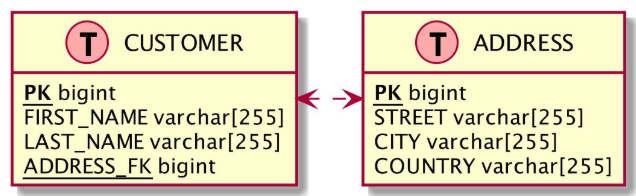 T CUSTOMER
PK bigint
FIRST_NAME varchar[255]
LAST_NAME varchar[255]
ADDRESS_FK bigint
T ADDRESS
PK bigint
STREET varchar[255]
CITY varchar[255]
COUNTRY varchar[255]